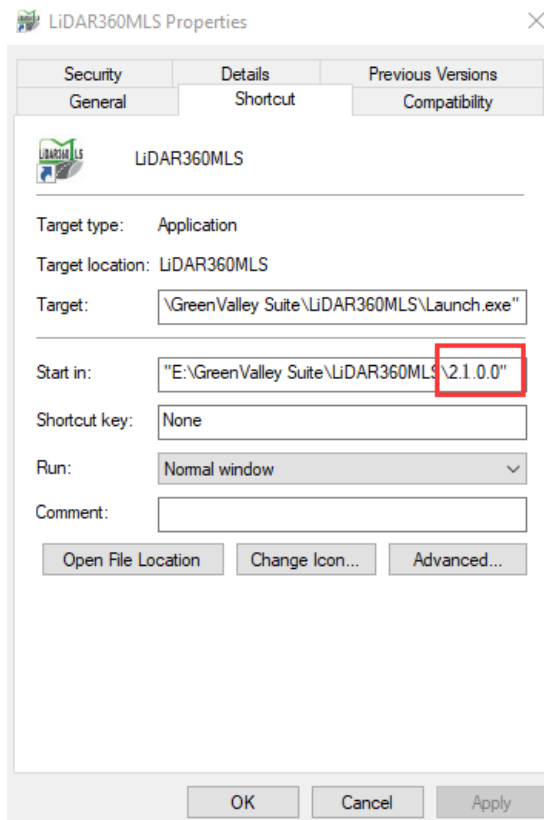 LiDAR360MLS Properties
Security Details Previous Versions
General Shortcut Compatibility
LIDAR360 LS
LiDAR360MLS
Target type: Application
Target location: LiDAR360MLS
Target: \GreenValley Suite\LiDAR360MLS\Launch.exe"
Start in: "E:\GreenValley Suite\LiDAR360MLS\2.1.0.0"
Shortcut key: None
Run: Normal window
Comment:
Open File Location Change Icon... Advanced...
OK Cancel Apply